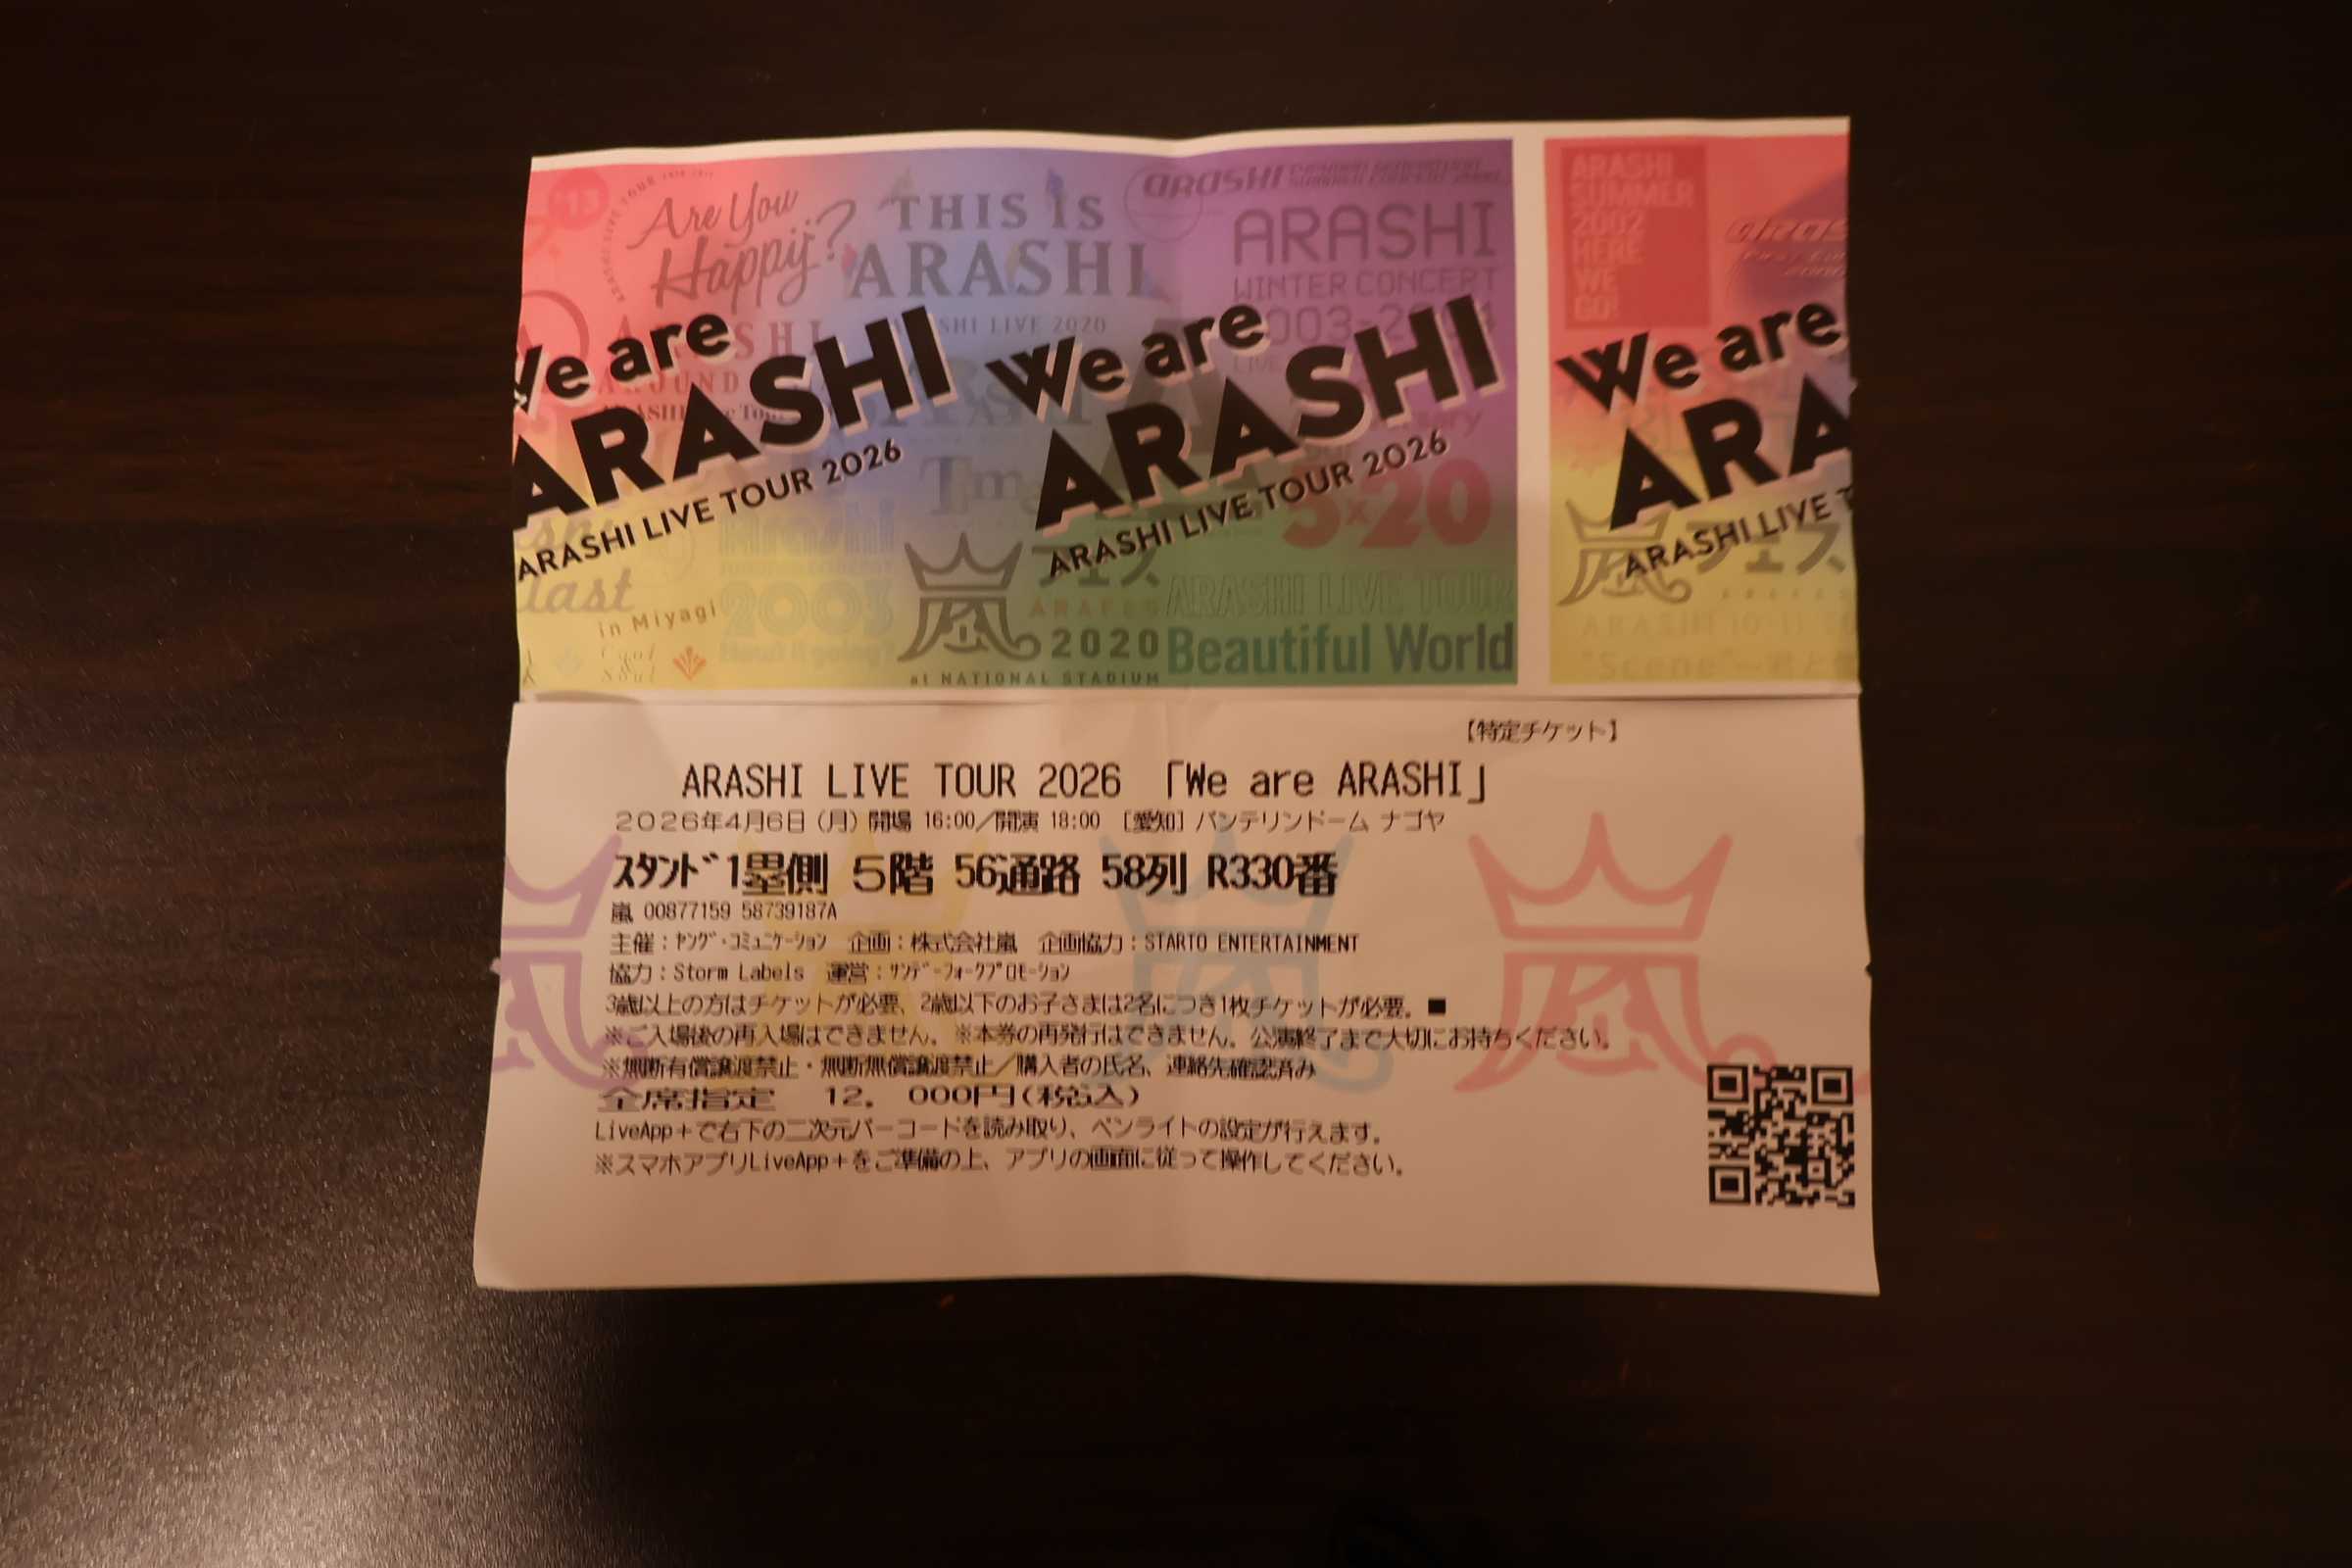 Are You
Happy?
THIS IS
ARASHI
ARASHI
ARASHI
WINTER CONCERT
We are
ARASHI
ARASHI LIVE TOUR 2026
We are
ARASHI
ARASHI LIVE TOUR 2026
5×20
in Miyagi
2003
How's it going?
嵐フェス
ARAFES
2020
at NATIONAL STADIUM
ARASHI LIVE TOUR
Beautiful World
ARASHI
SUMMER
2002
HERE
WE
GO!
We are
ARA
ARASHI LIVE T
嵐フェス
【特定チケット】
ARASHI LIVE TOUR 2026 「We are ARASHI」
2026年4月6日(月) 開場 16:00/開演 18:00 [愛知] バンテリンドーム ナゴヤ
スタンド1塁側 5階 56通路 58列 R330番
嵐 00877159 58739187A
主催:ヤング・コミュニケーション 企画:株式会社嵐 企画協力:STARTO ENTERTAINMENT
協力:Storm Labels 運営:サンデーフォークプロモーション
3歳以上の方はチケットが必要、2歳以下のお子さまは2名につき1枚チケットが必要。■
※ご入場後の再入場はできません。※本券の再発行はできません。公演終了まで大切にお持ちください。
※無断有償譲渡禁止・無断無償譲渡禁止/購入者の氏名、連絡先確認済み
全席指定 12,000円(税込)
LiveApp+で右下の二次元バーコードを読み取り、ペンライトの設定が行えます。
※スマホアプリLiveApp+をご準備の上、アプリの画面に従って操作してください。